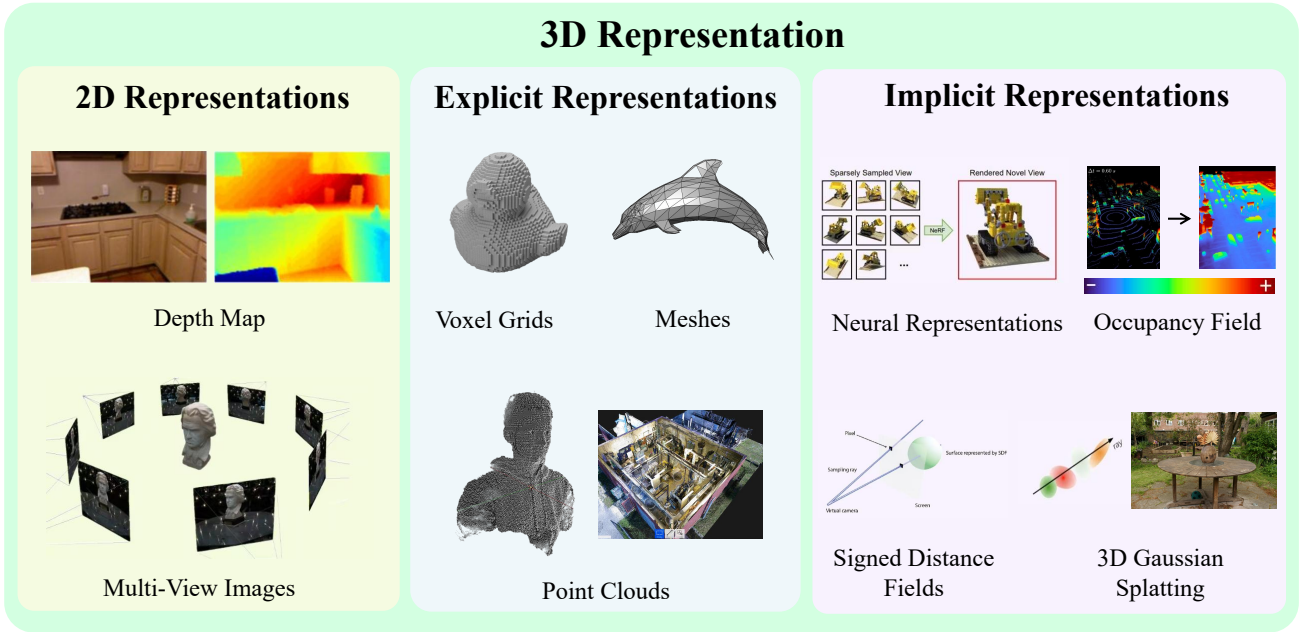 3D Representation
2D Representations
Depth Map
Multi-View Images
Explicit Representations
Voxel Grids
Meshes
Point Clouds
Implicit Representations
Sparsely Sampled View
Rendered Novel View
NeRF
...
Neural Representations
− +
Occupancy Field
Pixel
Surface represented by SDF
Sampling ray
Virtual camera
Screen
Signed Distance
Fields
ray
3D Gaussian
Splatting